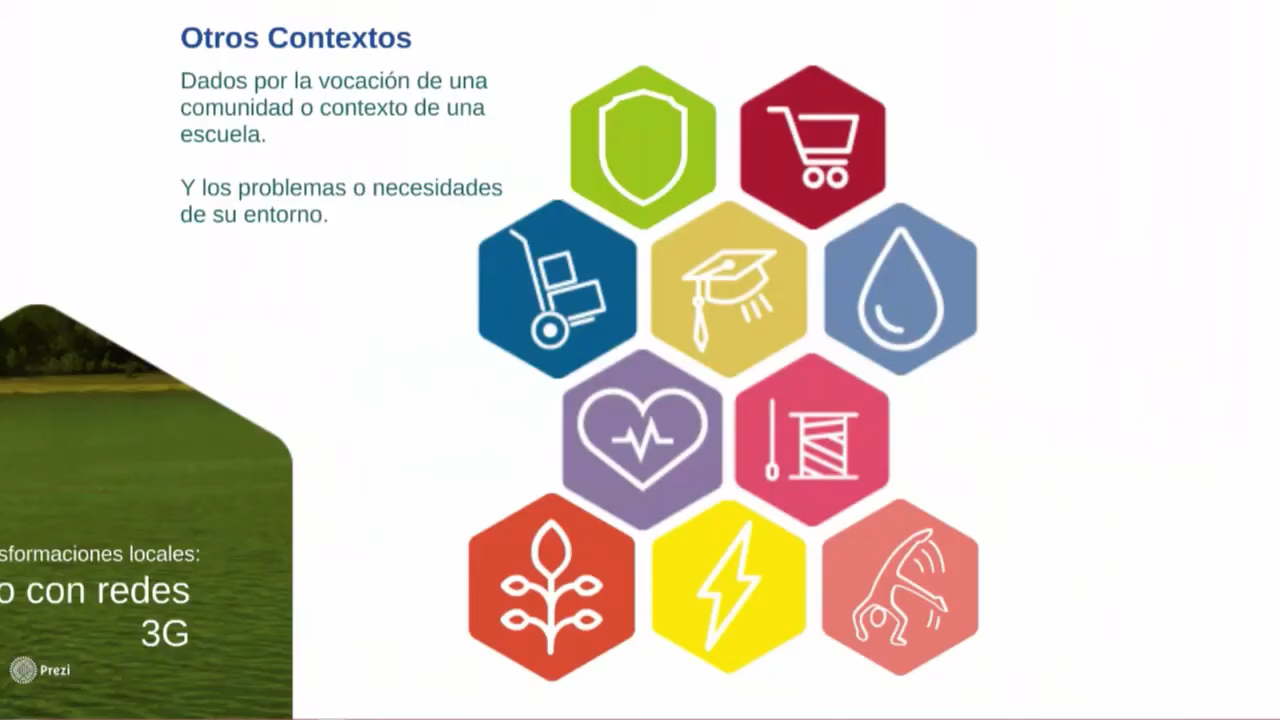 Otros Contextos
Dados por la vocación de una
comunidad o contexto de una
escuela.
Y los problemas o necesidades
de su entorno.
sformaciones locales:
o con redes
3G
Prezi